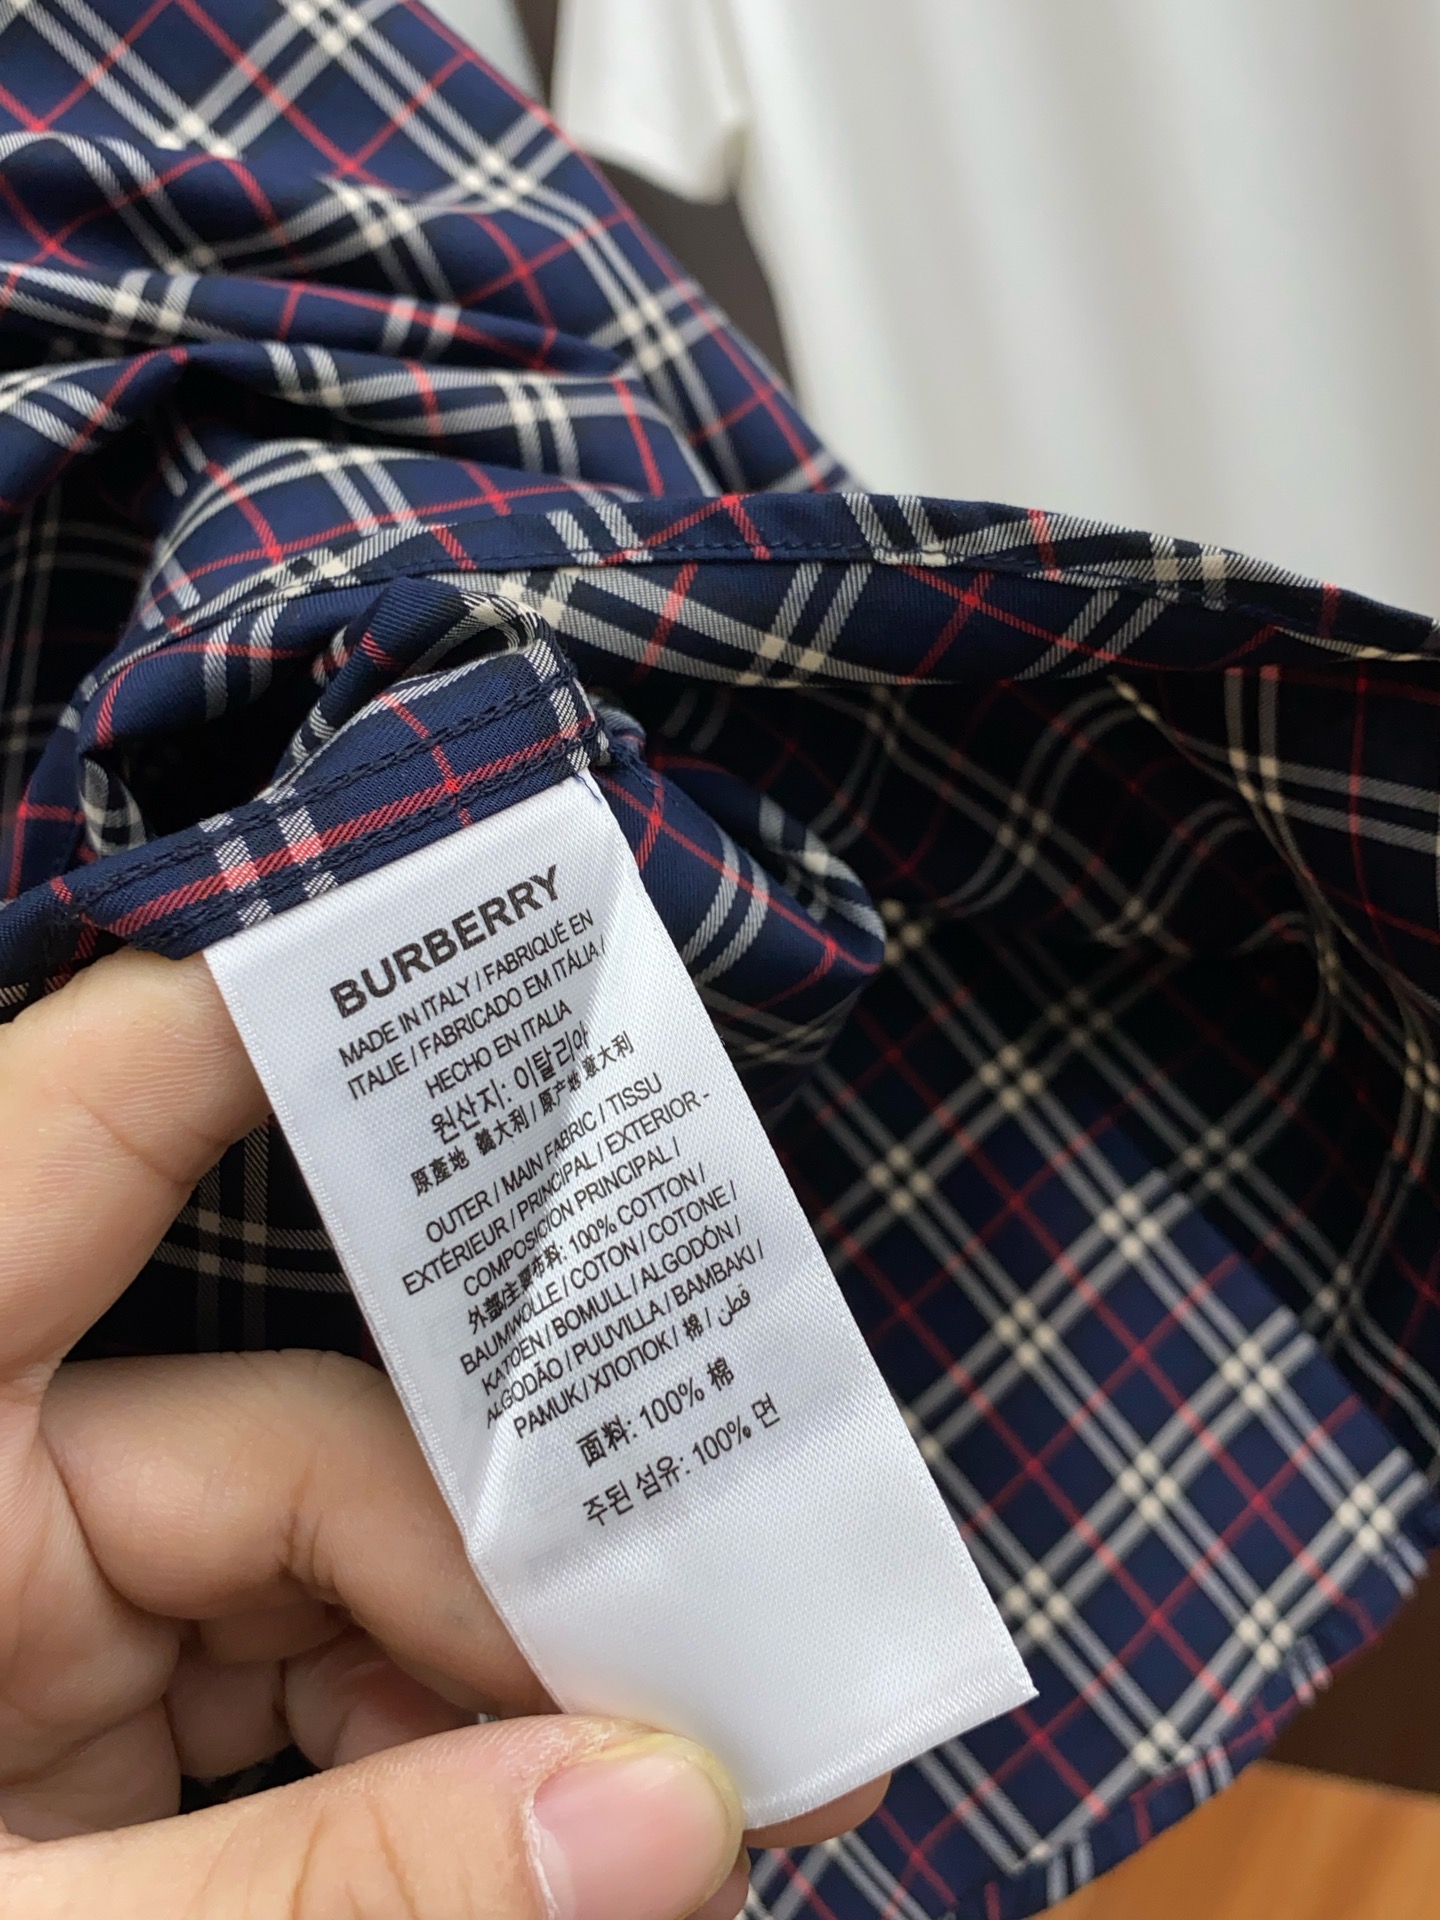 BURBERRY
MADE IN ITALY / FABRIQUÉ EN
ITALIE / FABRICADO EM ITÁLIA /
HECHO EN ITALIA
원산지: 이탈리아
原產地 義大利 / 原产地 意大利
OUTER / MAIN FABRIC / TISSU
EXTÉRIEUR / PRINCIPAL / EXTERIOR -
COMPOSICION PRINCIPAL /
外部/主要布料: 100% COTTON /
BAUMWOLLE / COTON / COTONE /
KATOEN / BOMULL / ALGODÓN /
ALGODÃO / PUUVILLA / BAMBAKI /
PAMUK / ХЛОПОК / 棉 / قطن
面料: 100% 棉
주된 섬유: 100% 면